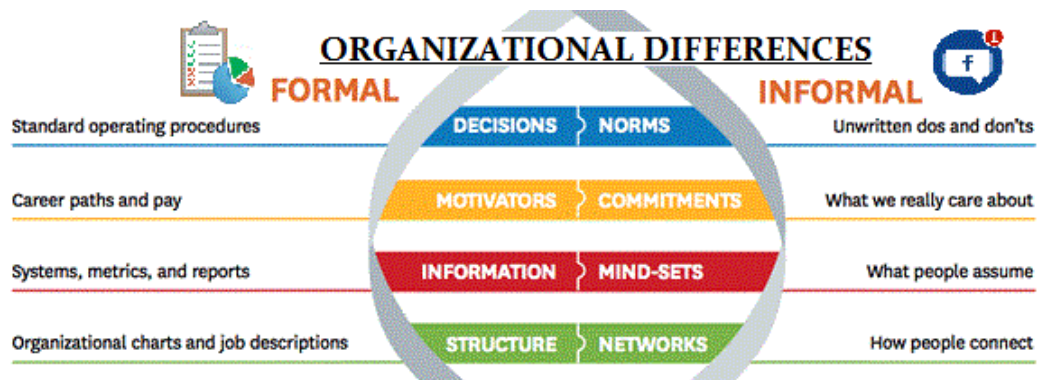 ORGANIZATIONAL DIFFERENCES
FORMAL
INFORMAL
Standard operating procedures DECISIONS NORMS Unwritten dos and don'ts
Career paths and pay MOTIVATORS COMMITMENTS What we really care about
Systems, metrics, and reports INFORMATION MIND-SETS What people assume
Organizational charts and job descriptions STRUCTURE NETWORKS How people connect